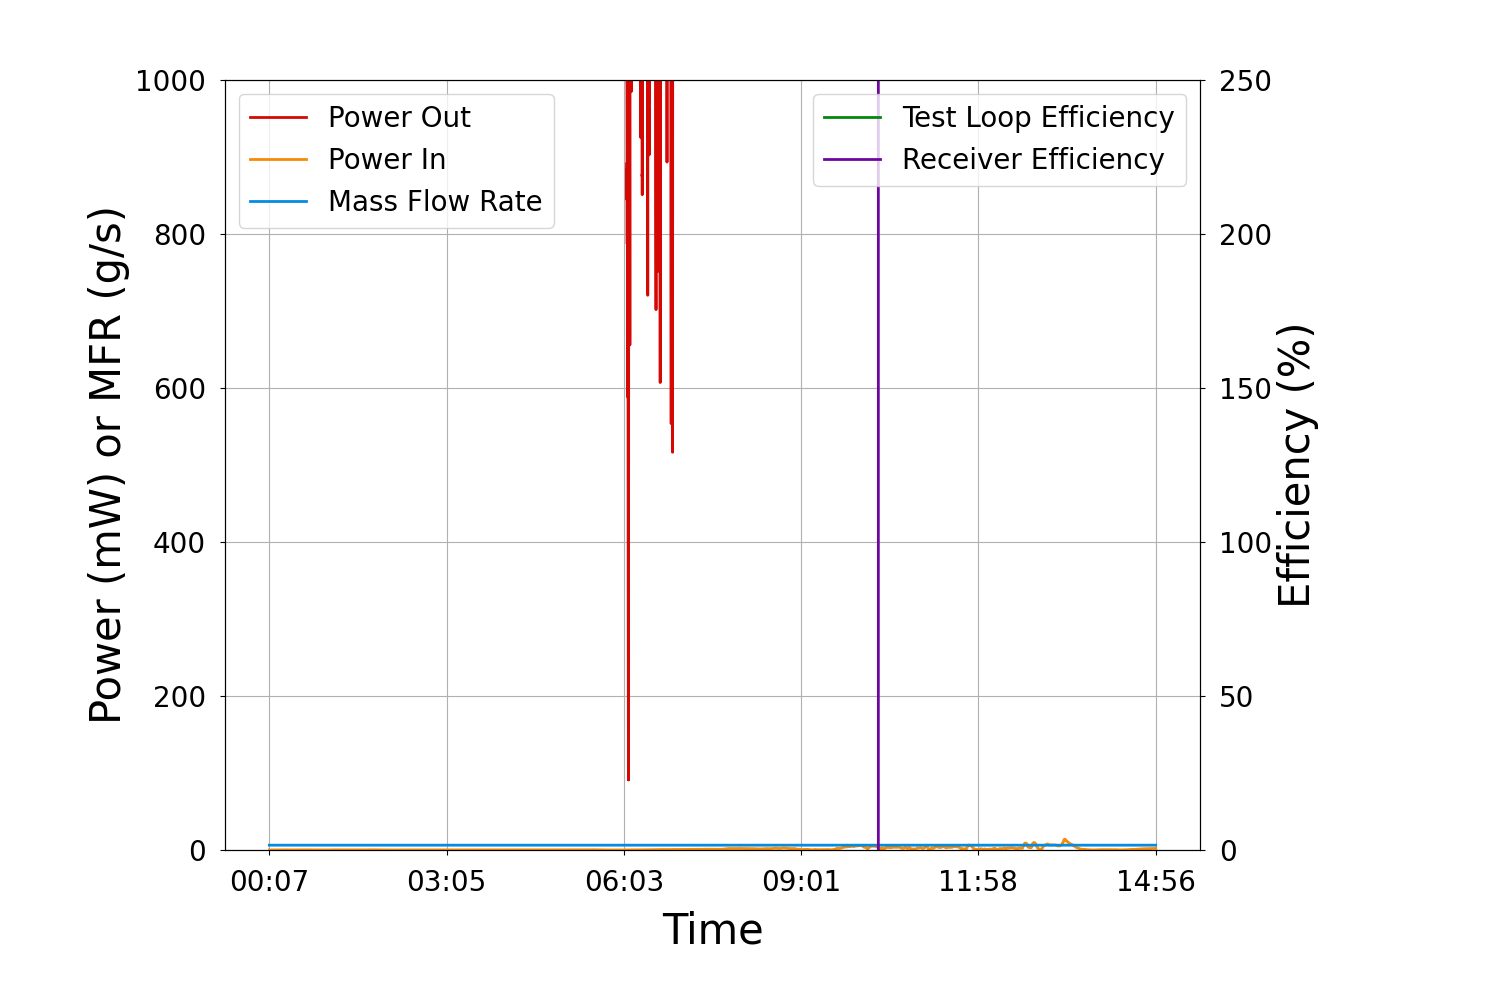 1000
800
600
400
200
0
Power (mW) or MFR (g/s)
Power Out
Power In
Mass Flow Rate
Test Loop Efficiency
Receiver Efficiency
250
200
150
100
50
0
Efficiency (%)
00:07 03:05 06:03 09:01 11:58 14:56
Time